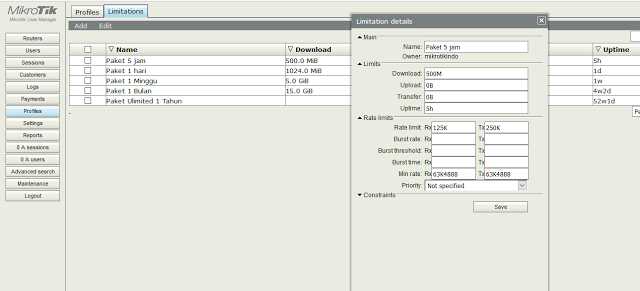 MikroTik
Mikrotik User Manager
Routers
Users
Sessions
Customers
Logs
Payments
Profiles
Settings
Reports
0 A sessions
0 A users
Advanced search
Maintenance
Logout
Profiles Limitations
Add Edit
Name Download Uptime
Paket 5 jam 500.0 MiB 5h
Paket 1 hari 1024.0 MiB 1d
Paket 1 Minggu 5.0 GiB 1w
Paket 1 Bulan 15.0 GiB 4w2d
Paket Ulimited 1 Tahun 52w1d
Limitation details
Main
Name: Paket 5 jam
Owner: mikrotikindo
Limits
Download: 500M
Upload: 0B
Transfer: 0B
Uptime: 5h
Rate limits
Rate limit: Rx 125K Tx 250K
Burst rate: Rx Tx
Burst threshold: Rx Tx
Burst time: Rx Tx
Min rate: Rx 63K488B Tx 63K488B
Priority: Not specified
Constraints
Save